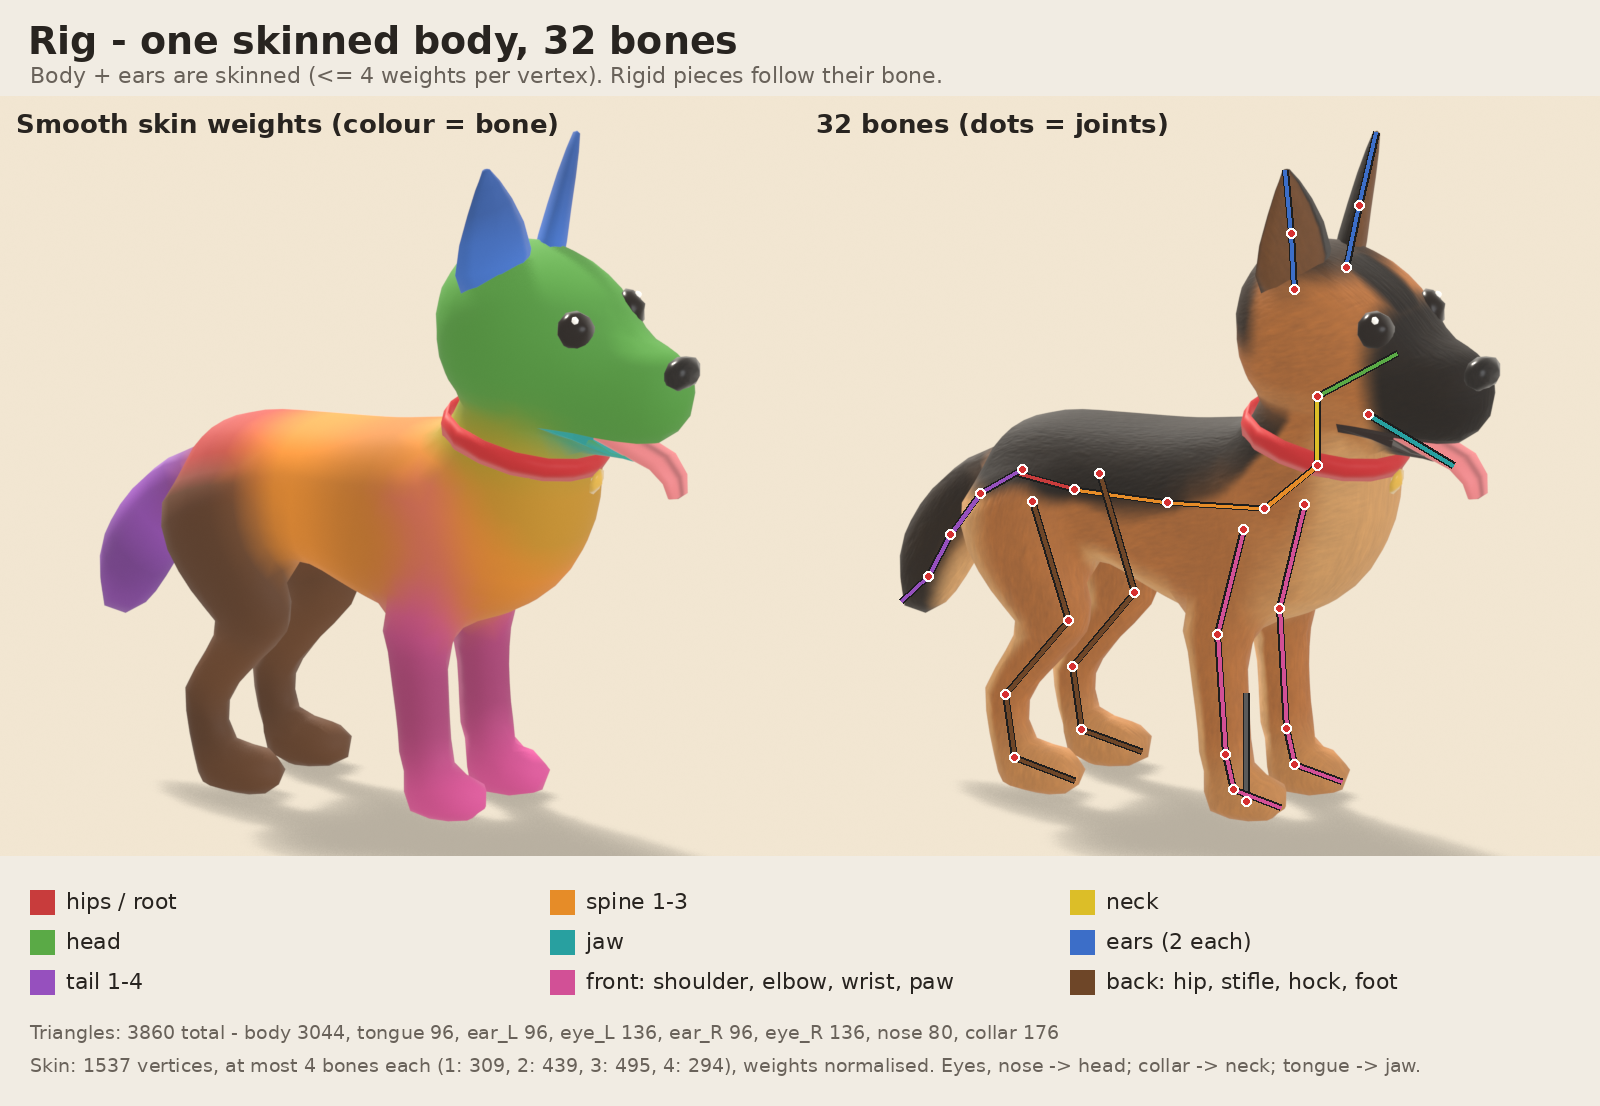 Rig - one skinned body, 32 bones
Body + ears are skinned (<= 4 weights per vertex). Rigid pieces follow their bone.
Smooth skin weights (colour = bone)
32 bones (dots = joints)
hips / root
spine 1-3
neck
head
jaw
ears (2 each)
tail 1-4
front: shoulder, elbow, wrist, paw
back: hip, stifle, hock, foot
Triangles: 3860 total - body 3044, tongue 96, ear_L 96, eye_L 136, ear_R 96, eye_R 136, nose 80, collar 176
Skin: 1537 vertices, at most 4 bones each (1: 309, 2: 439, 3: 495, 4: 294), weights normalised. Eyes, nose -> head; collar -> neck; tongue -> jaw.